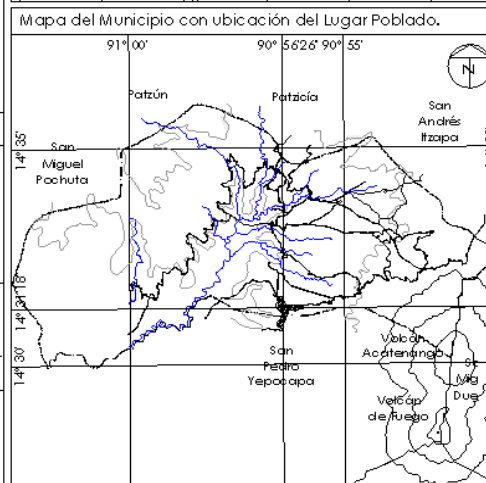 Mapa del Municipio con ubicación del Lugar Poblado.
91° 00'
90° 56'26"
90° 55'
N
Patzún
Patzicía
San
Andrés
Itzapa
14° 35'
San
Miguel
Pochuta
14° 31'18"
14° 30'
San
Pedro
Yepocapa
Volcán
Acatenango
Volcán
de Fuego
Mig
Due